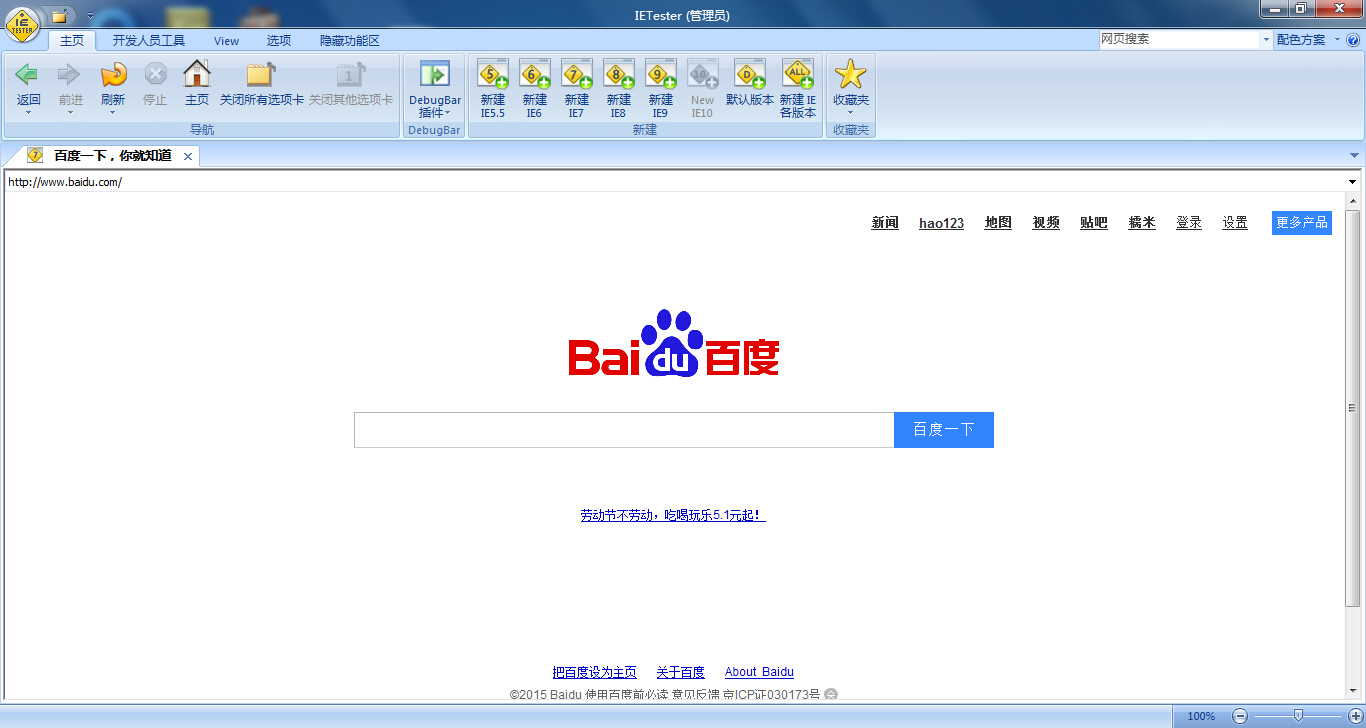 IETester (管理员)
主页 开发人员工具 View 选项 隐藏功能区 网页搜索 配色方案
返回 前进 刷新 停止 主页 关闭所有选项卡 关闭其他选项卡 DebugBar 插件 新建 IE5.5 新建 IE6 新建 IE7 新建 IE8 新建 IE9 New IE10 默认版本 新建 IE 各版本 收藏夹
导航 DebugBar 新建 收藏夹
百度一下，你就知道
http://www.baidu.com/
新闻 hao123 地图 视频 贴吧 糯米 登录 设置 更多产品
Bai du 百度
百度一下
劳动节不劳动，吃喝玩乐5.1元起！
把百度设为主页 关于百度 About Baidu
©2015 Baidu 使用百度前必读 意见反馈 京ICP证030173号
100%